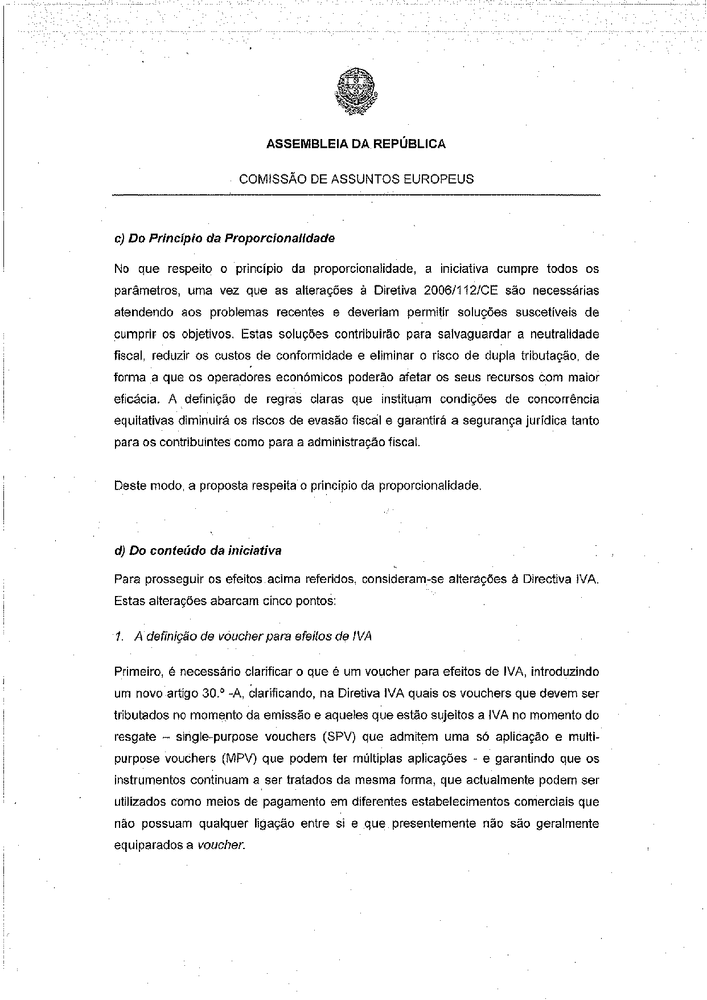 ASSEMBLEIA DA REPÚBLICA
COMISSÃO DE ASSUNTOS EUROPEUS
c) Do Princípio da Proporcionalidade
No que respeito o princípio da proporcionalidade, a iniciativa cumpre todos os
parâmetros, uma vez que as alterações à Diretiva 2006/112/CE são necessárias
atendendo aos problemas recentes e deveriam permitir soluções suscetíveis de
cumprir os objetivos. Estas soluções contribuirão para salvaguardar a neutralidade
fiscal, reduzir os custos de conformidade e eliminar o risco de dupla tributação, de
forma a que os operadores económicos poderão afetar os seus recursos com maior
eficácia. A definição de regras claras que instituam condições de concorrência
equitativas diminuirá os riscos de evasão fiscal e garantirá a segurança jurídica tanto
para os contribuintes como para a administração fiscal.
Deste modo, a proposta respeita o princípio da proporcionalidade.
d) Do conteúdo da iniciativa
Para prosseguir os efeitos acima referidos, consideram-se alterações à Directiva IVA.
Estas alterações abarcam cinco pontos:
1. A definição de voucher para efeitos de IVA
Primeiro, é necessário clarificar o que é um voucher para efeitos de IVA, introduzindo
um novo artigo 30.º -A, clarificando, na Diretiva IVA quais os vouchers que devem ser
tributados no momento da emissão e aqueles que estão sujeitos a IVA no momento do
resgate – single-purpose vouchers (SPV) que admitem uma só aplicação e multi-
purpose vouchers (MPV) que podem ter múltiplas aplicações - e garantindo que os
instrumentos continuam a ser tratados da mesma forma, que actualmente podem ser
utilizados como meios de pagamento em diferentes estabelecimentos comerciais que
não possuam qualquer ligação entre si e que presentemente não são geralmente
equiparados a voucher.